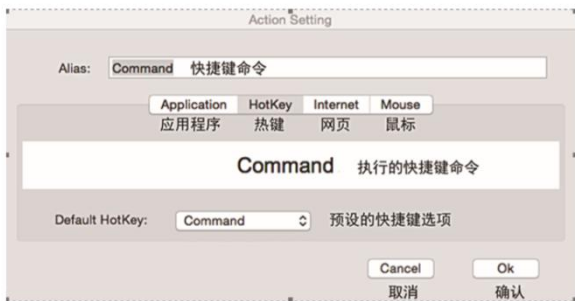 Action Setting
Alias: Command 快捷键命令
Application HotKey Internet Mouse
应用程序 热键 网页 鼠标
Command 执行的快捷键命令
Default HotKey: Command 预设的快捷键选项
Cancel Ok
取消 确认